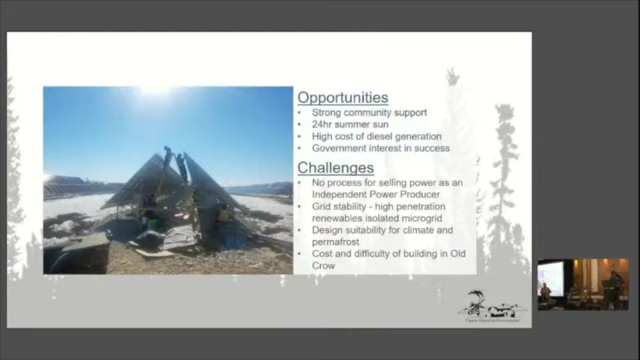 Opportunities
• Strong community support
• 24hr summer sun
• High cost of diesel generation
• Government interest in success
Challenges
• No process for selling power as an
Independent Power Producer
• Grid stability - high penetration
renewables isolated microgrid
• Design suitability for climate and
permafrost
• Cost and difficulty of building in Old
Crow